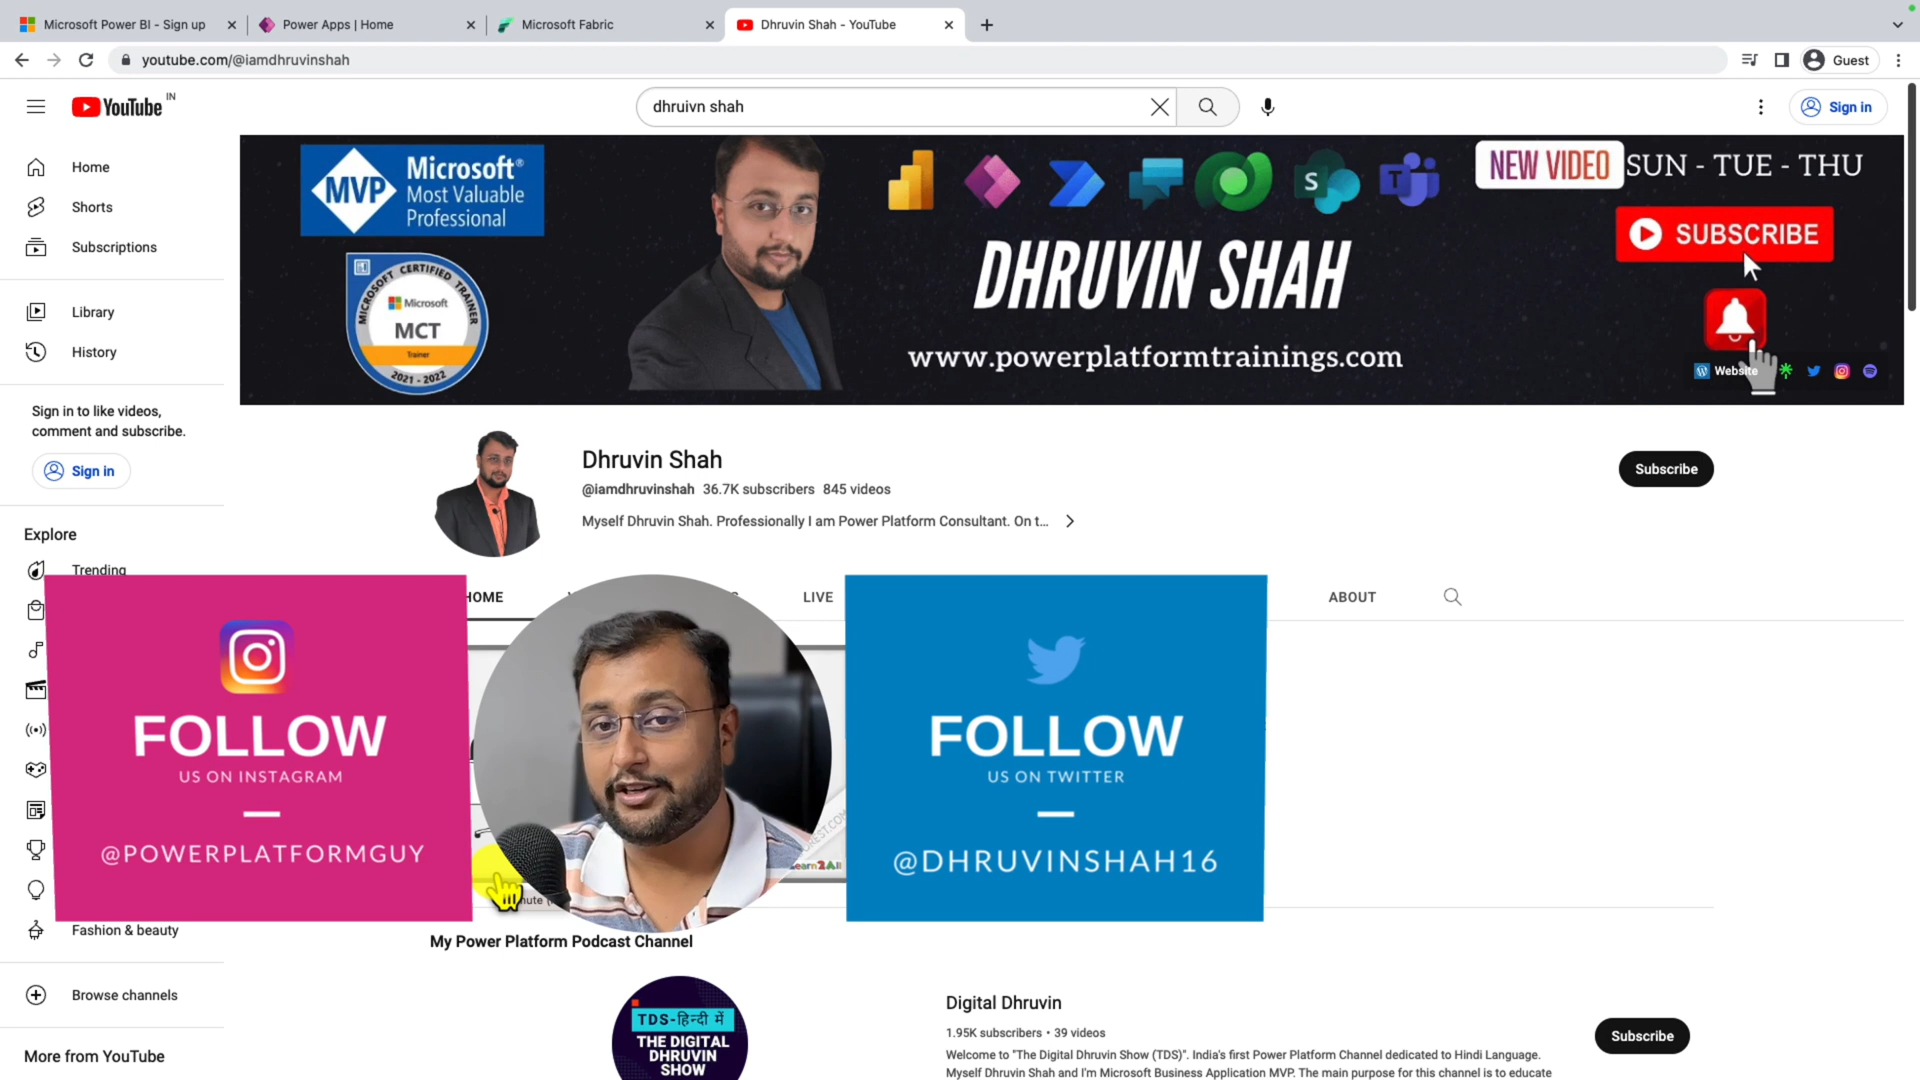 Microsoft Power BI - Sign up
Power Apps | Home
Microsoft Fabric
Dhruvin Shah - YouTube
youtube.com/@iamdhruvinshah
Guest
YouTube IN
dhruivn shah
Sign in
Home
Shorts
Subscriptions
Library
History
Sign in to like videos,
comment and subscribe.
Sign in
Explore
Trending
Fashion & beauty
Browse channels
More from YouTube
MVP
Microsoft®
Most Valuable
Professional
MICROSOFT CERTIFIED TRAINER
Microsoft
MCT
Trainer
2021 - 2022
S
T
DHRUVIN SHAH
www.powerplatformtrainings.com
NEW VIDEO SUN - TUE - THU
SUBSCRIBE
Website
Dhruvin Shah
@iamdhruvinshah 36.7K subscribers 845 videos
Myself Dhruvin Shah. Professionally I am Power Platform Consultant. On t...
Subscribe
HOME
LIVE
ABOUT
FOLLOW
US ON INSTAGRAM
@POWERPLATFORMGUY
FOLLOW
US ON TWITTER
@DHRUVINSHAH16
My Power Platform Podcast Channel
TDS-हिन्दी में
THE DIGITAL
DHRUVIN
SHOW
Digital Dhruvin
1.95K subscribers • 39 videos
Welcome to "The Digital Dhruvin Show (TDS)". India's first Power Platform Channel dedicated to Hindi Language.
Myself Dhruvin Shah and I'm Microsoft Business Application MVP. The main purpose for this channel is to educate
Subscribe